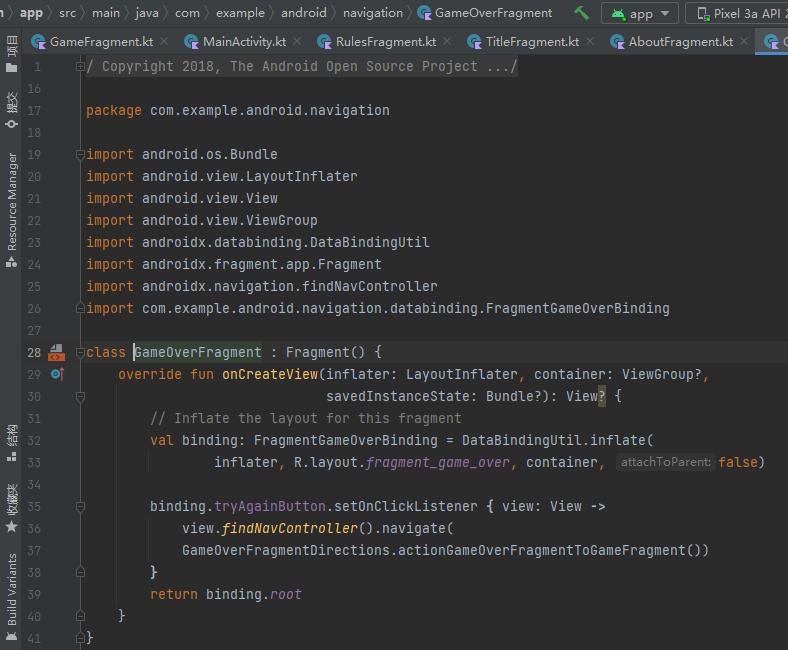 app › src › main › java › com › example › android › navigation › GameOverFragment app Pixel 3a API 2
GameFragment.kt MainActivity.kt RulesFragment.kt TitleFragment.kt AboutFragment.kt
项目
提交
Resource Manager
结构
收藏夹
Build Variants
1 / Copyright 2018, The Android Open Source Project .../
16
17 package com.example.android.navigation
18
19 import android.os.Bundle
20 import android.view.LayoutInflater
21 import android.view.View
22 import android.view.ViewGroup
23 import androidx.databinding.DataBindingUtil
24 import androidx.fragment.app.Fragment
25 import androidx.navigation.findNavController
26 import com.example.android.navigation.databinding.FragmentGameOverBinding
27
28 class GameOverFragment : Fragment() {
29 override fun onCreateView(inflater: LayoutInflater, container: ViewGroup?,
30 savedInstanceState: Bundle?): View? {
31 // Inflate the layout for this fragment
32 val binding: FragmentGameOverBinding = DataBindingUtil.inflate(
33 inflater, R.layout.fragment_game_over, container, attachToParent: false)
34
35 binding.tryAgainButton.setOnClickListener { view: View ->
36 view.findNavController().navigate(
37 GameOverFragmentDirections.actionGameOverFragmentToGameFragment())
38 }
39 return binding.root
40 }
41 }